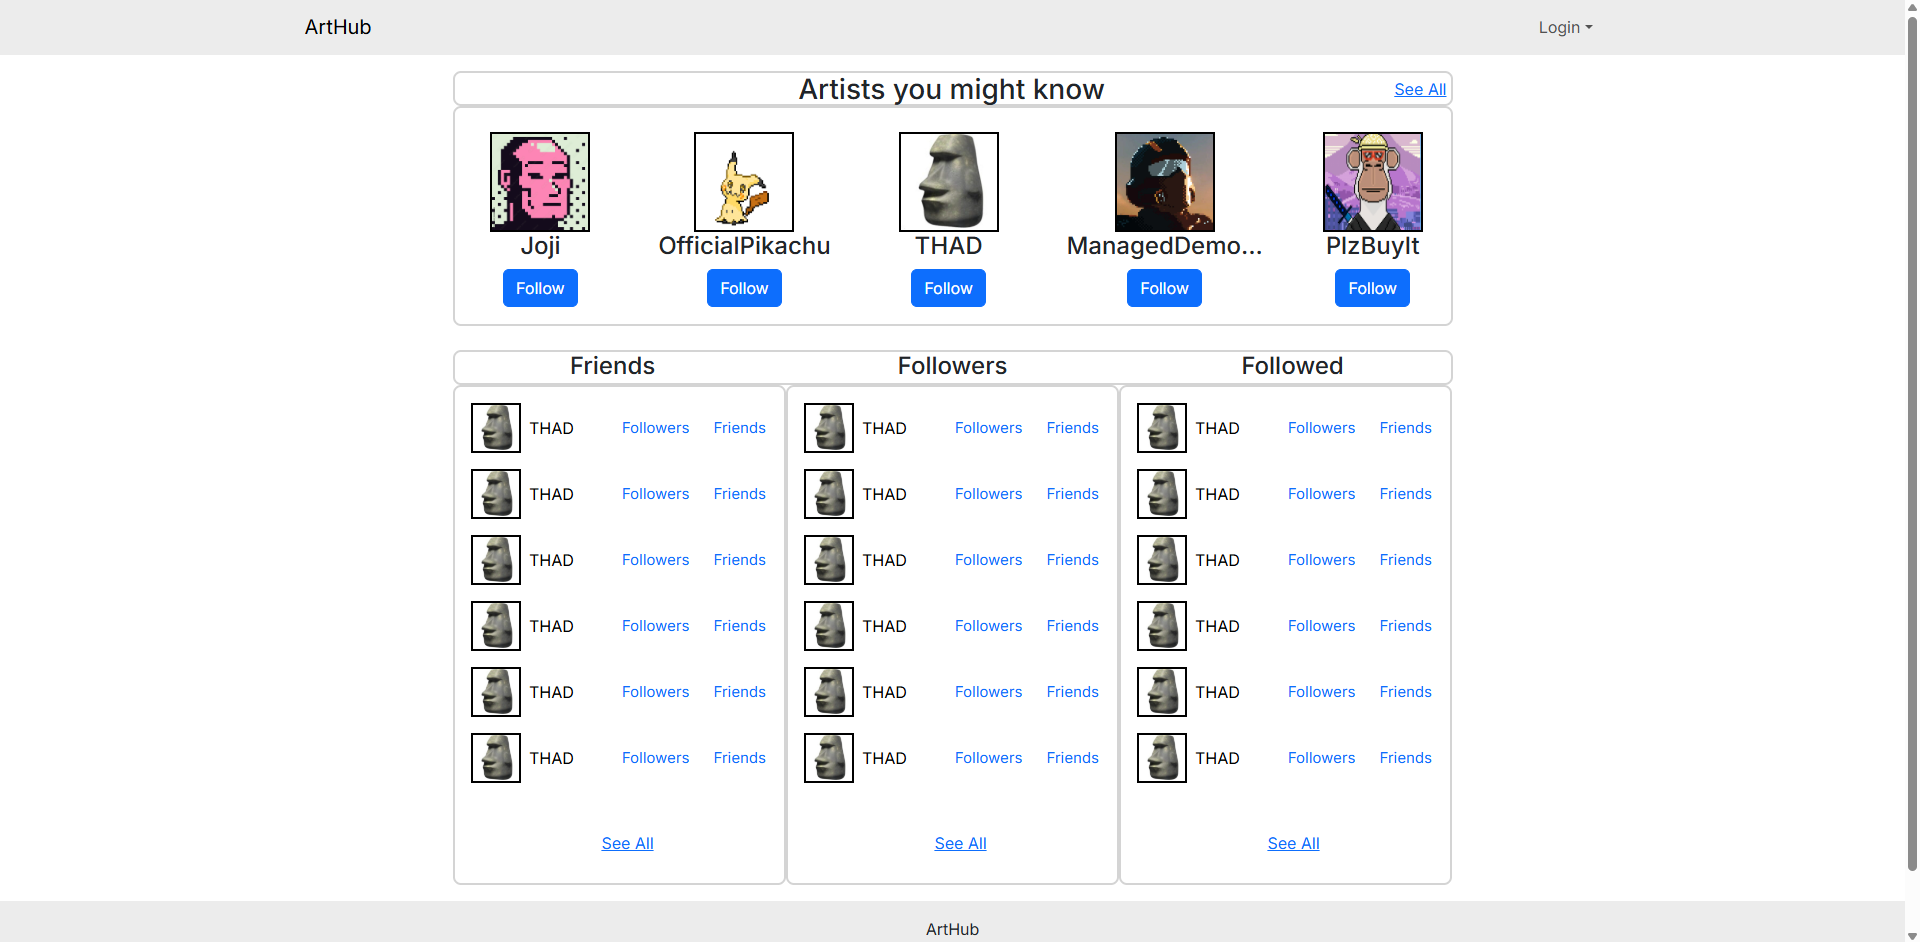 ArtHub Login
Artists you might know See All
Joji OfficialPikachu THAD ManagedDemo... PlzBuyIt
Follow Follow Follow Follow Follow
Friends Followers Followed
THAD Followers Friends THAD Followers Friends THAD Followers Friends
THAD Followers Friends THAD Followers Friends THAD Followers Friends
THAD Followers Friends THAD Followers Friends THAD Followers Friends
THAD Followers Friends THAD Followers Friends THAD Followers Friends
THAD Followers Friends THAD Followers Friends THAD Followers Friends
THAD Followers Friends THAD Followers Friends THAD Followers Friends
See All See All See All
ArtHub